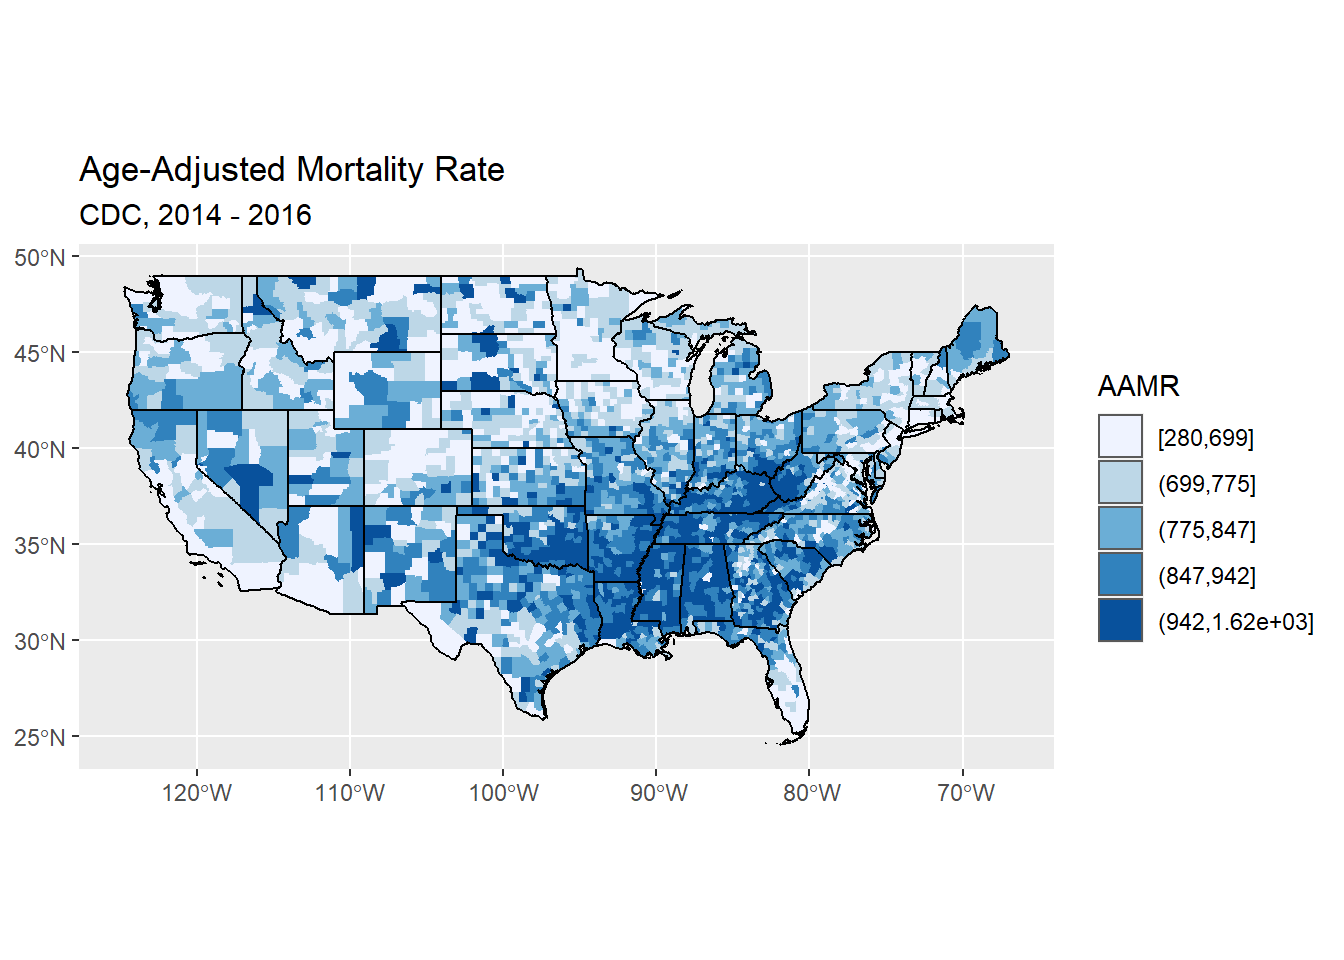 Age-Adjusted Mortality Rate
CDC, 2014 - 2016
50°N
45°N
40°N
35°N
30°N
25°N
120°W 110°W 100°W 90°W 80°W 70°W
AAMR
[280,699]
(699,775]
(775,847]
(847,942]
(942,1.62e+03]